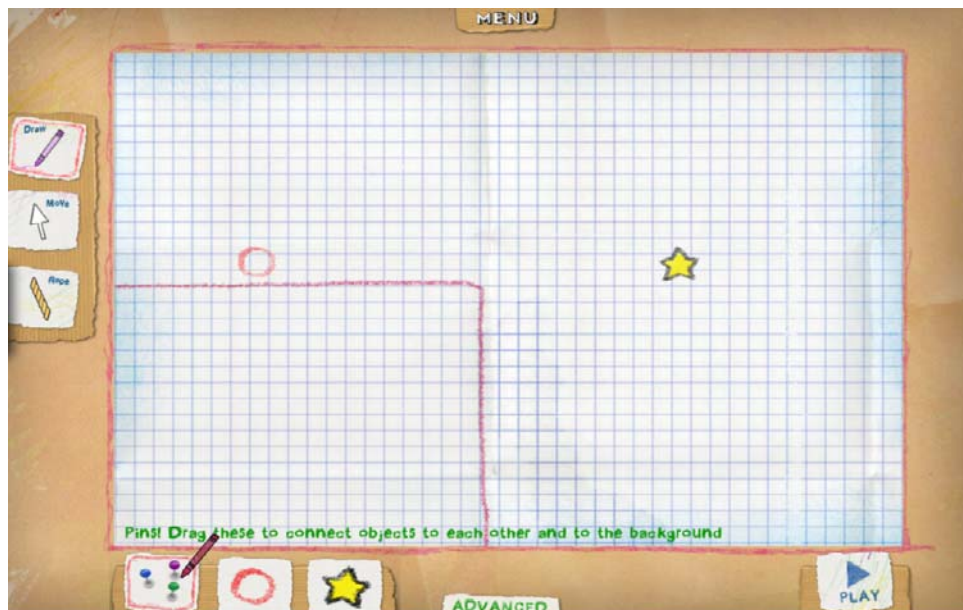 MENU
Draw
Move
Rope
Pins! Drag these to connect objects to each other and to the background
ADVANCED
PLAY